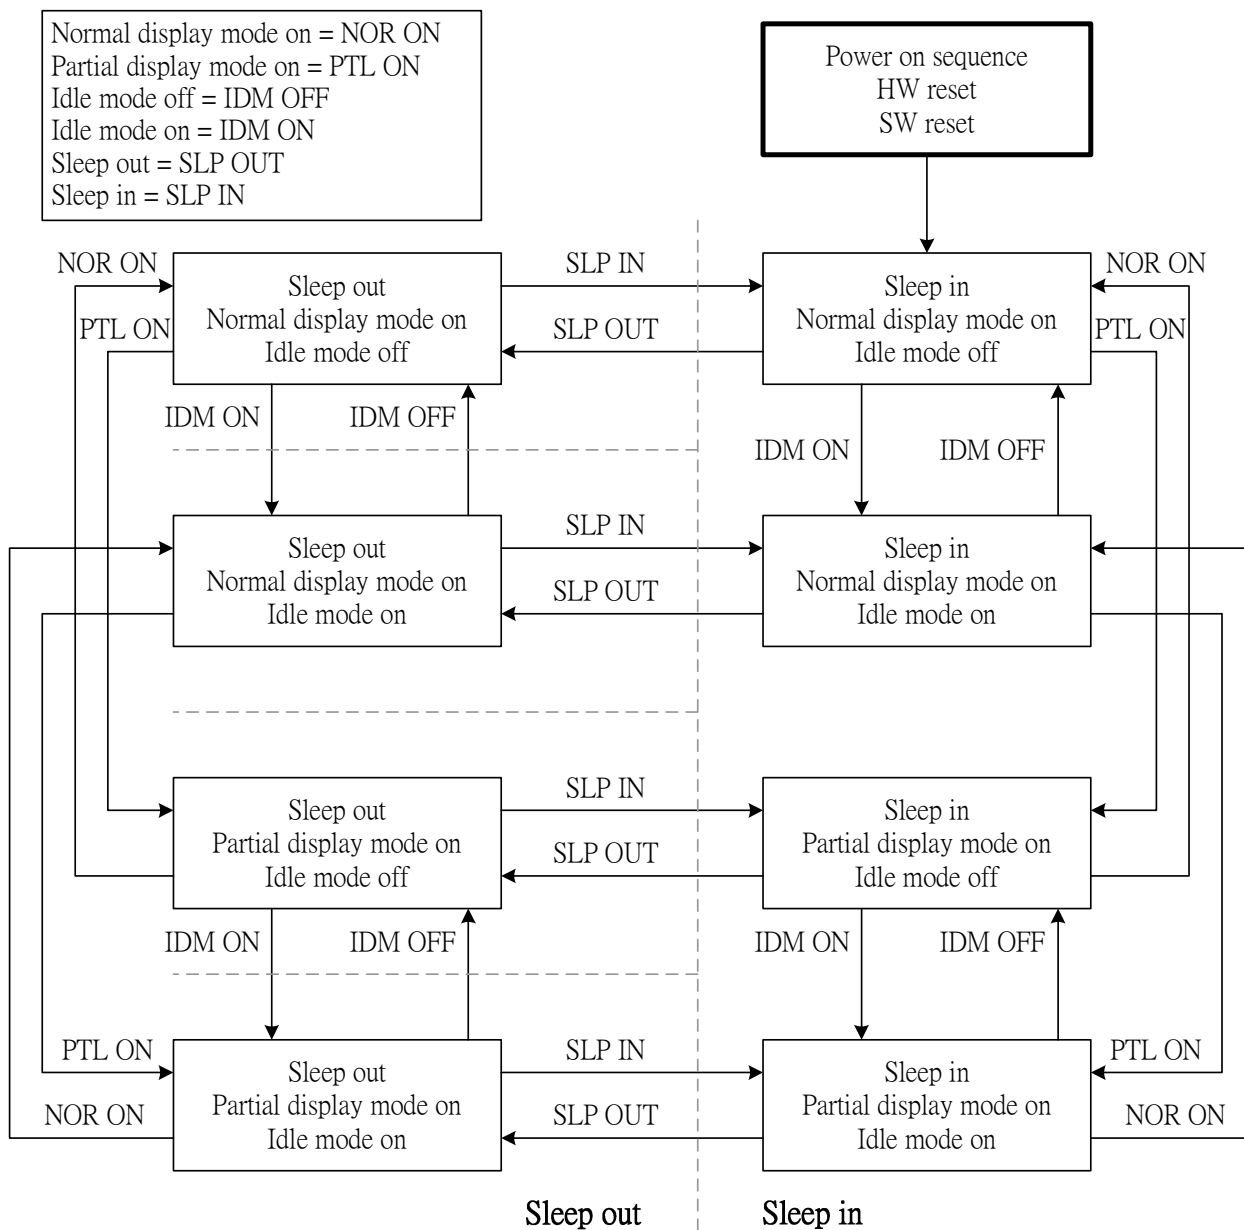 Normal display mode on = NOR ON
Partial display mode on = PTL ON
Idle mode off = IDM OFF
Idle mode on = IDM ON
Sleep out = SLP OUT
Sleep in = SLP IN
Power on sequence
HW reset
SW reset
NOR ON
SLP IN
NOR ON
Sleep out
Normal display mode on
Idle mode off
Sleep in
Normal display mode on
Idle mode off
PTL ON
SLP OUT
PTL ON
IDM ON
IDM OFF
IDM ON
IDM OFF
SLP IN
Sleep out
Normal display mode on
Idle mode on
Sleep in
Normal display mode on
Idle mode on
SLP OUT
SLP IN
Sleep out
Partial display mode on
Idle mode off
Sleep in
Partial display mode on
Idle mode off
SLP OUT
IDM ON
IDM OFF
IDM ON
IDM OFF
PTL ON
SLP IN
PTL ON
Sleep out
Partial display mode on
Idle mode on
Sleep in
Partial display mode on
Idle mode on
NOR ON
SLP OUT
NOR ON
Sleep out
Sleep in